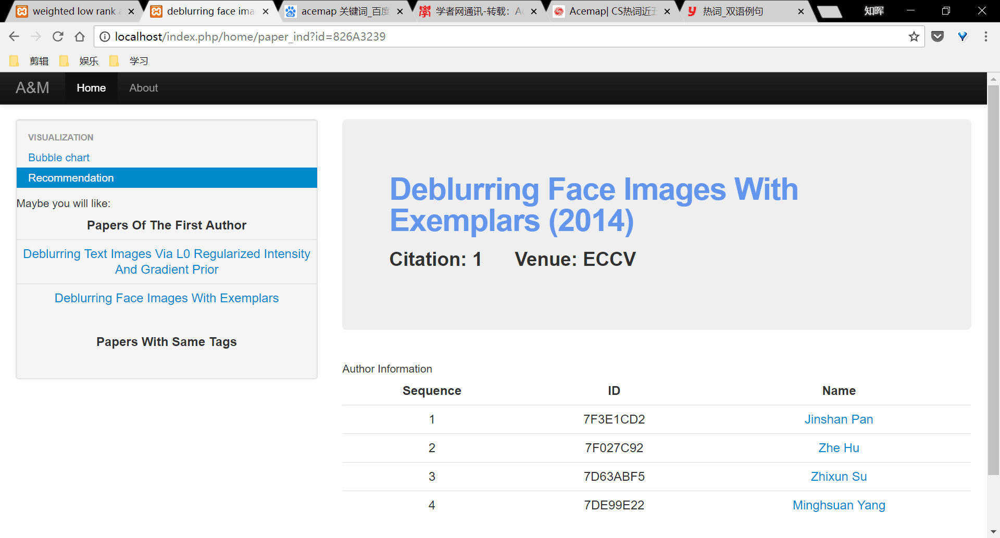 weighted low rank
deblurring face ima
acemap 关键词_百度
学者网通讯-转载：A
Acemap| CS热词近五
热词_双语例句
知晖
localhost/index.php/home/paper_ind?id=826A3239
剪辑
娱乐
学习
A&M
Home
About
VISUALIZATION
Bubble chart
Recommendation
Maybe you will like:
Papers Of The First Author
Deblurring Text Images Via L0 Regularized Intensity
And Gradient Prior
Deblurring Face Images With Exemplars
Papers With Same Tags
Deblurring Face Images With
Exemplars (2014)
Citation: 1 Venue: ECCV
Author Information
Sequence ID Name
1 7F3E1CD2 Jinshan Pan
2 7F027C92 Zhe Hu
3 7D63ABF5 Zhixun Su
4 7DE99E22 Minghsuan Yang